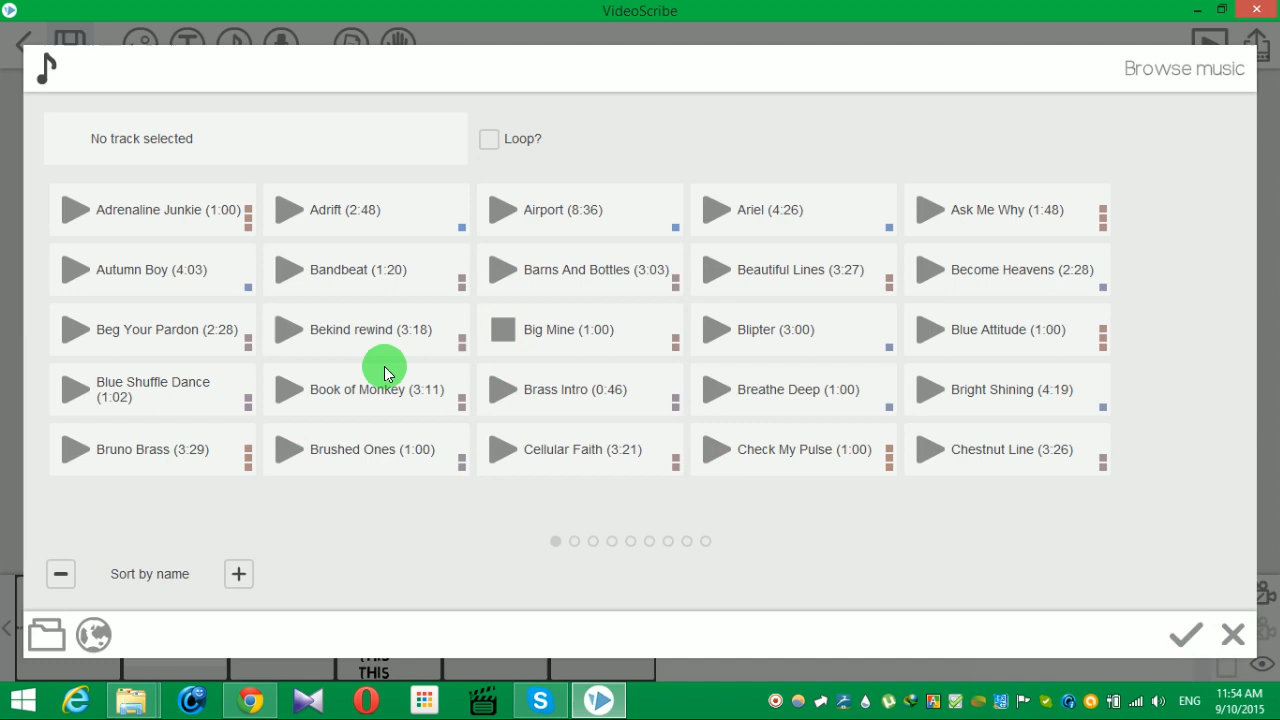 VideoScribe
Browse music
No track selected
Loop?
Adrenaline Junkie (1:00)
Adrift (2:48)
Airport (8:36)
Ariel (4:26)
Ask Me Why (1:48)
Autumn Boy (4:03)
Bandbeat (1:20)
Barns And Bottles (3:03)
Beautiful Lines (3:27)
Become Heavens (2:28)
Beg Your Pardon (2:28)
Bekind rewind (3:18)
Big Mine (1:00)
Blipter (3:00)
Blue Attitude (1:00)
Blue Shuffle Dance
(1:02)
Book of Monkey (3:11)
Brass Intro (0:46)
Breathe Deep (1:00)
Bright Shining (4:19)
Bruno Brass (3:29)
Brushed Ones (1:00)
Cellular Faith (3:21)
Check My Pulse (1:00)
Chestnut Line (3:26)
Sort by name
THIS
ENG
11:54 AM
9/10/2015